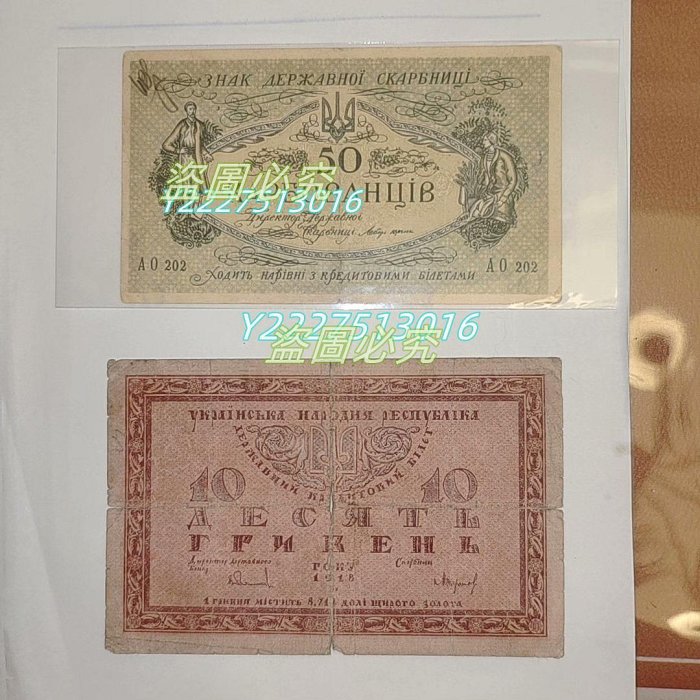 ЗНАК ДЕРЖАВНОЇ СКАРБНИЦІ
50
盜圖必究
Y2227513016
Директор Державної
Скарбниці
АО 202
АО 202
Ходить нарівні з кредитовими білетами
Y2227513016
盜圖必究
УКРАЇНСЬКА НАРОДНЯ РЕСПУБЛІКА
ДЕРЖАВНИЙ КРЕДИТОВИЙ БІЛЕТ
10
10
ДЕСЯТЬ
ГРИВЕНЬ
Директор Державного
Скарбник
РОКУ
1918
1 гривня містить 8,712 долі щирого золота